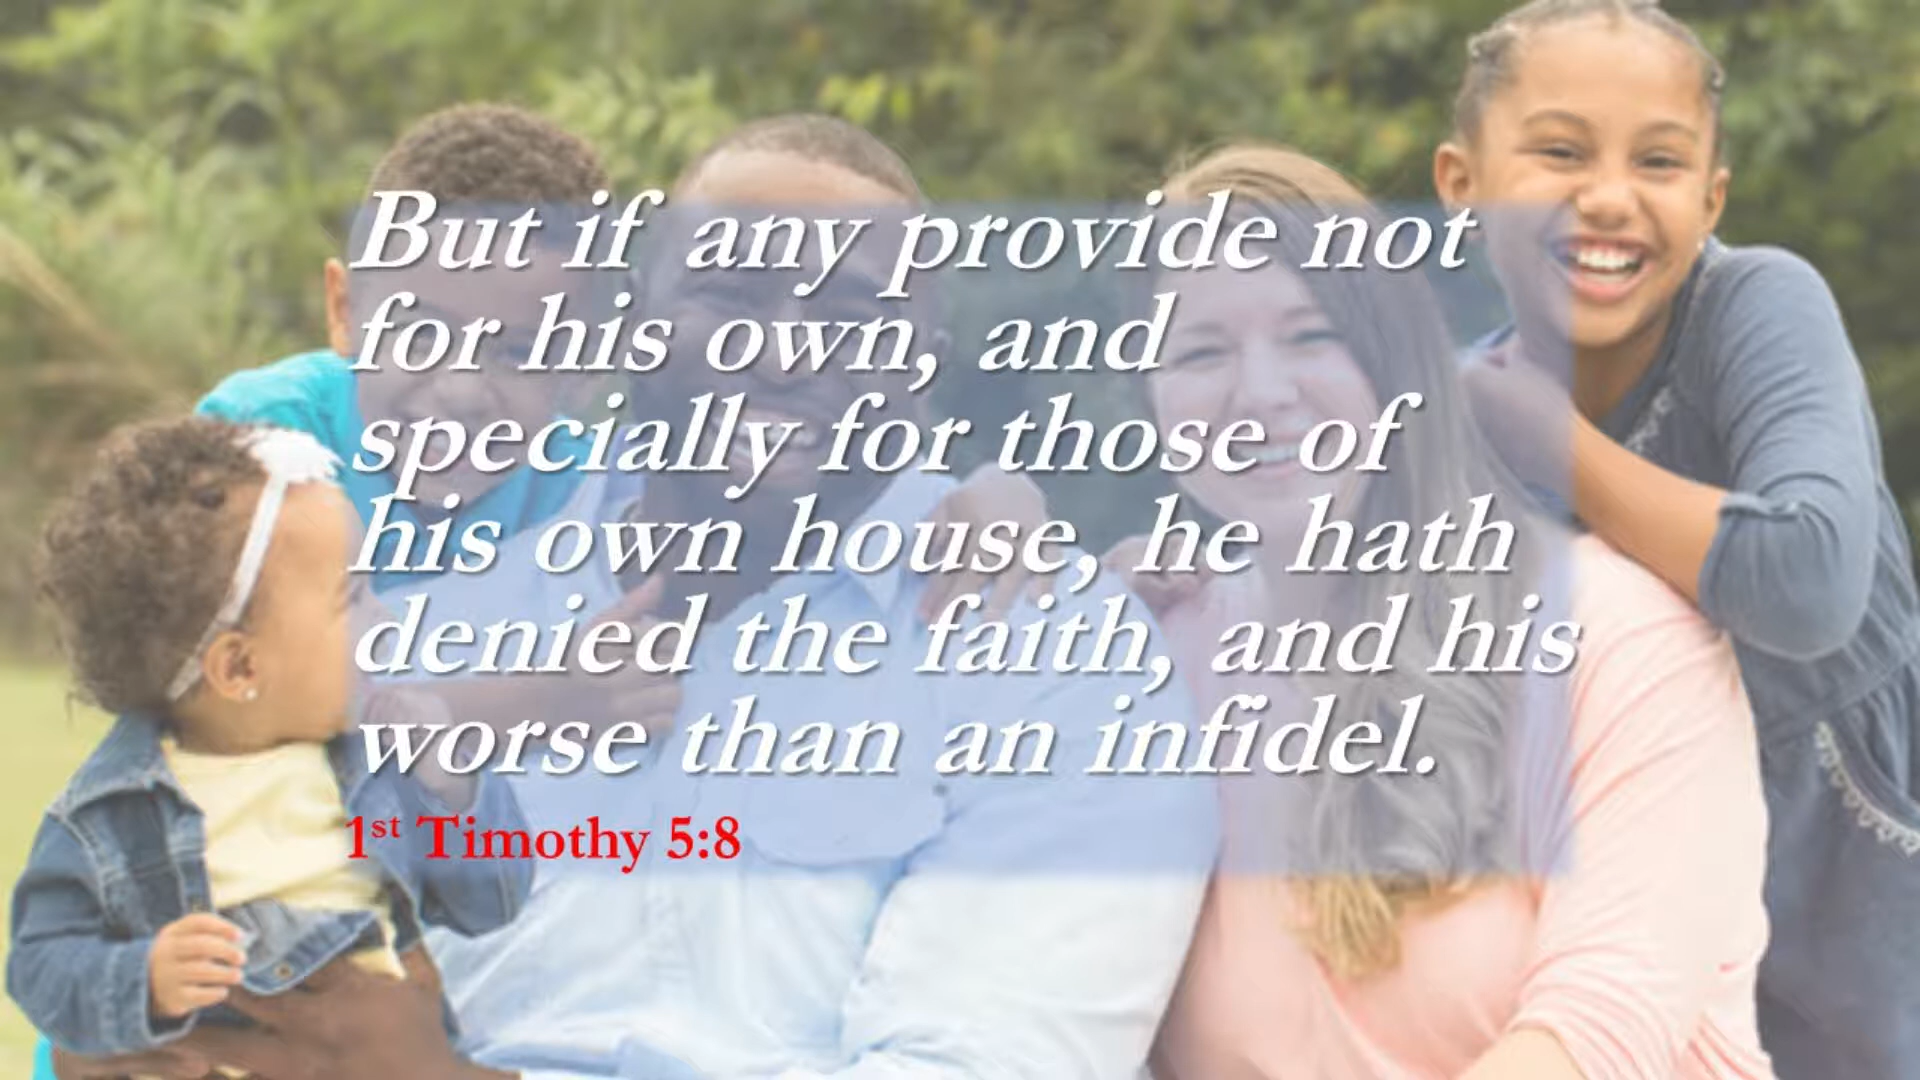 But if any provide not
for his own, and
specially for those of
his own house, he hath
denied the faith, and his
worse than an infidel.
1st Timothy 5:8